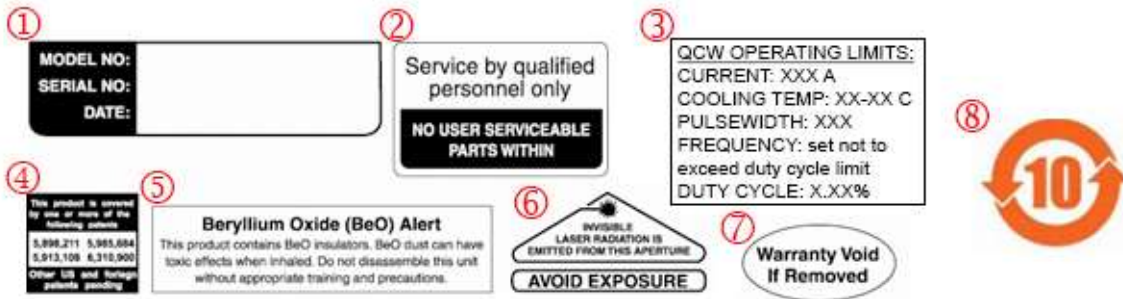 ①
MODEL NO:
SERIAL NO:
DATE:
②
Service by qualified
personnel only
NO USER SERVICEABLE
PARTS WITHIN
③
QCW OPERATING LIMITS:
CURRENT: XXX A
COOLING TEMP: XX-XX C
PULSEWIDTH: XXX
FREQUENCY: set not to
exceed duty cycle limit
DUTY CYCLE: X.XX%
④
This product is covered
by one or more of the
following patents
5,898,211 5,985,684
5,913,108 6,310,900
Other US and foriegn
patents pending
⑤
Beryllium Oxide (BeO) Alert
This product contains BeO insulators. BeO dust can have
toxic effects when inhaled. Do not disassemble this unit
without appropriate training and precautions.
⑥
INVISIBLE
LASER RADIATION IS
EMITTED FROM THIS APERTURE
AVOID EXPOSURE
⑦
Warranty Void
If Removed
⑧
10